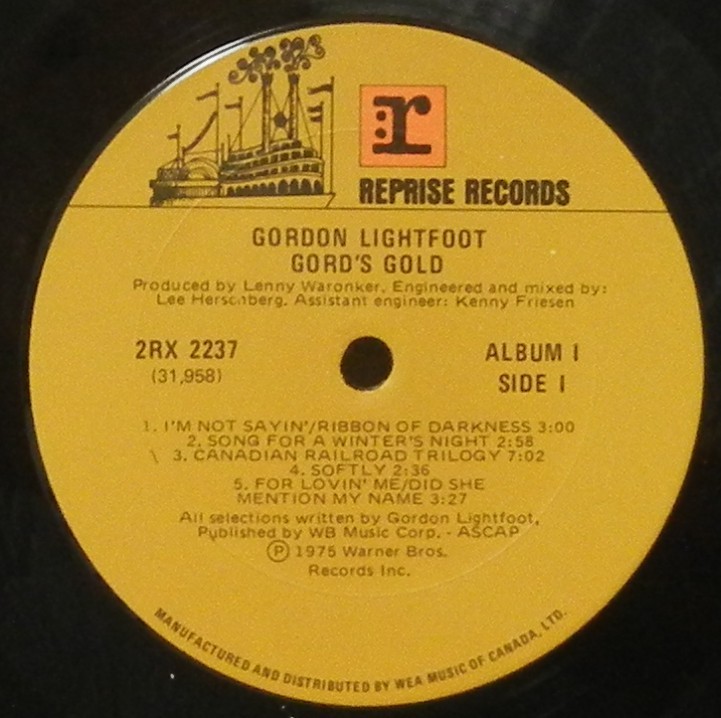 r
REPRISE RECORDS
GORDON LIGHTFOOT
GORD'S GOLD
Produced by Lenny Waronker. Engineered and mixed by:
Lee Herschberg. Assistant engineer: Kenny Friesen
2RX 2237
(31,958)
ALBUM I
SIDE I
1. I'M NOT SAYIN'/RIBBON OF DARKNESS 3:00
2. SONG FOR A WINTER'S NIGHT 2:58
3. CANADIAN RAILROAD TRILOGY 7:02
4. SOFTLY 2:36
5. FOR LOVIN' ME/DID SHE
MENTION MY NAME 3:27
All selections written by Gordon Lightfoot,
Published by WB Music Corp. - ASCAP
Ⓟ 1975 Warner Bros.
Records Inc.
MANUFACTURED AND DISTRIBUTED BY WEA MUSIC OF CANADA, LTD.